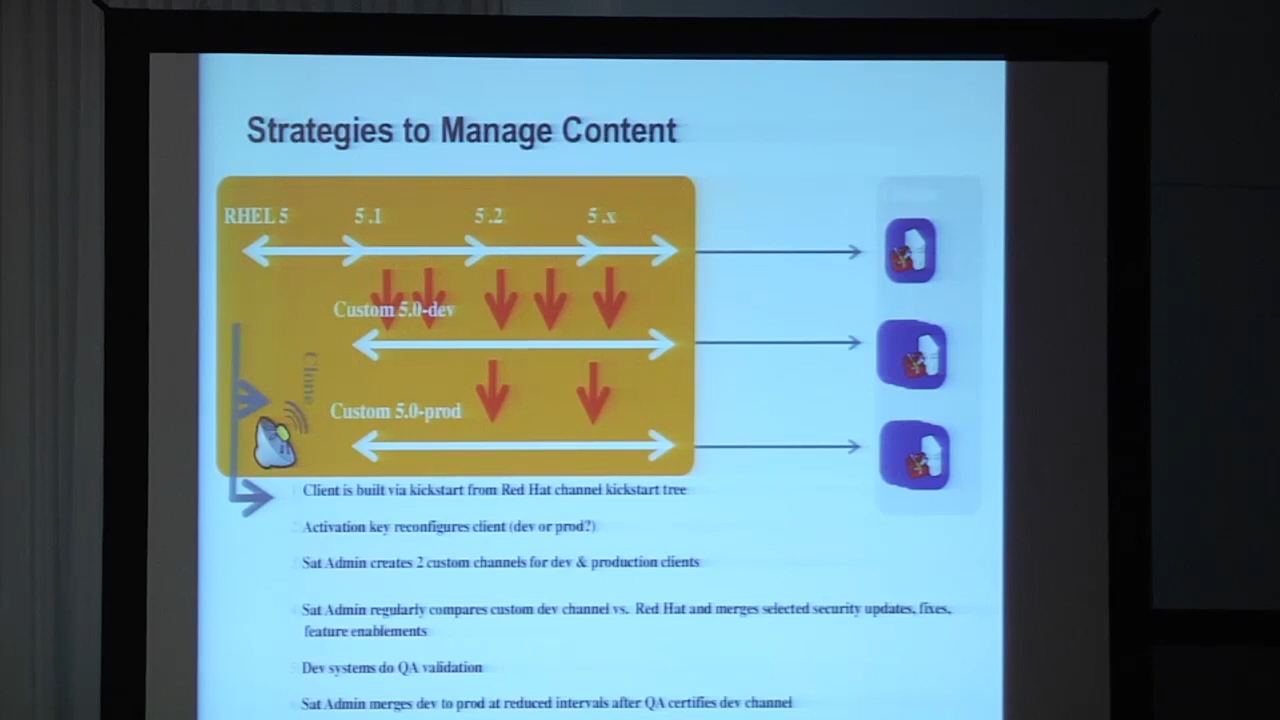 Strategies to Manage Content
RHEL 5 5 .1 5 .2 5 .x
Custom 5.0-dev
Clone
Custom 5.0-prod
Client is built via kickstart from Red Hat channel kickstart tree
Activation key reconfigures client (dev or prod?)
Sat Admin creates 2 custom channels for dev & production clients
Sat Admin regularly compares custom dev channel vs. Red Hat and merges selected security updates, fixes,
feature enablements
Dev systems do QA validation
Sat Admin merges dev to prod at reduced intervals after QA certifies dev channel